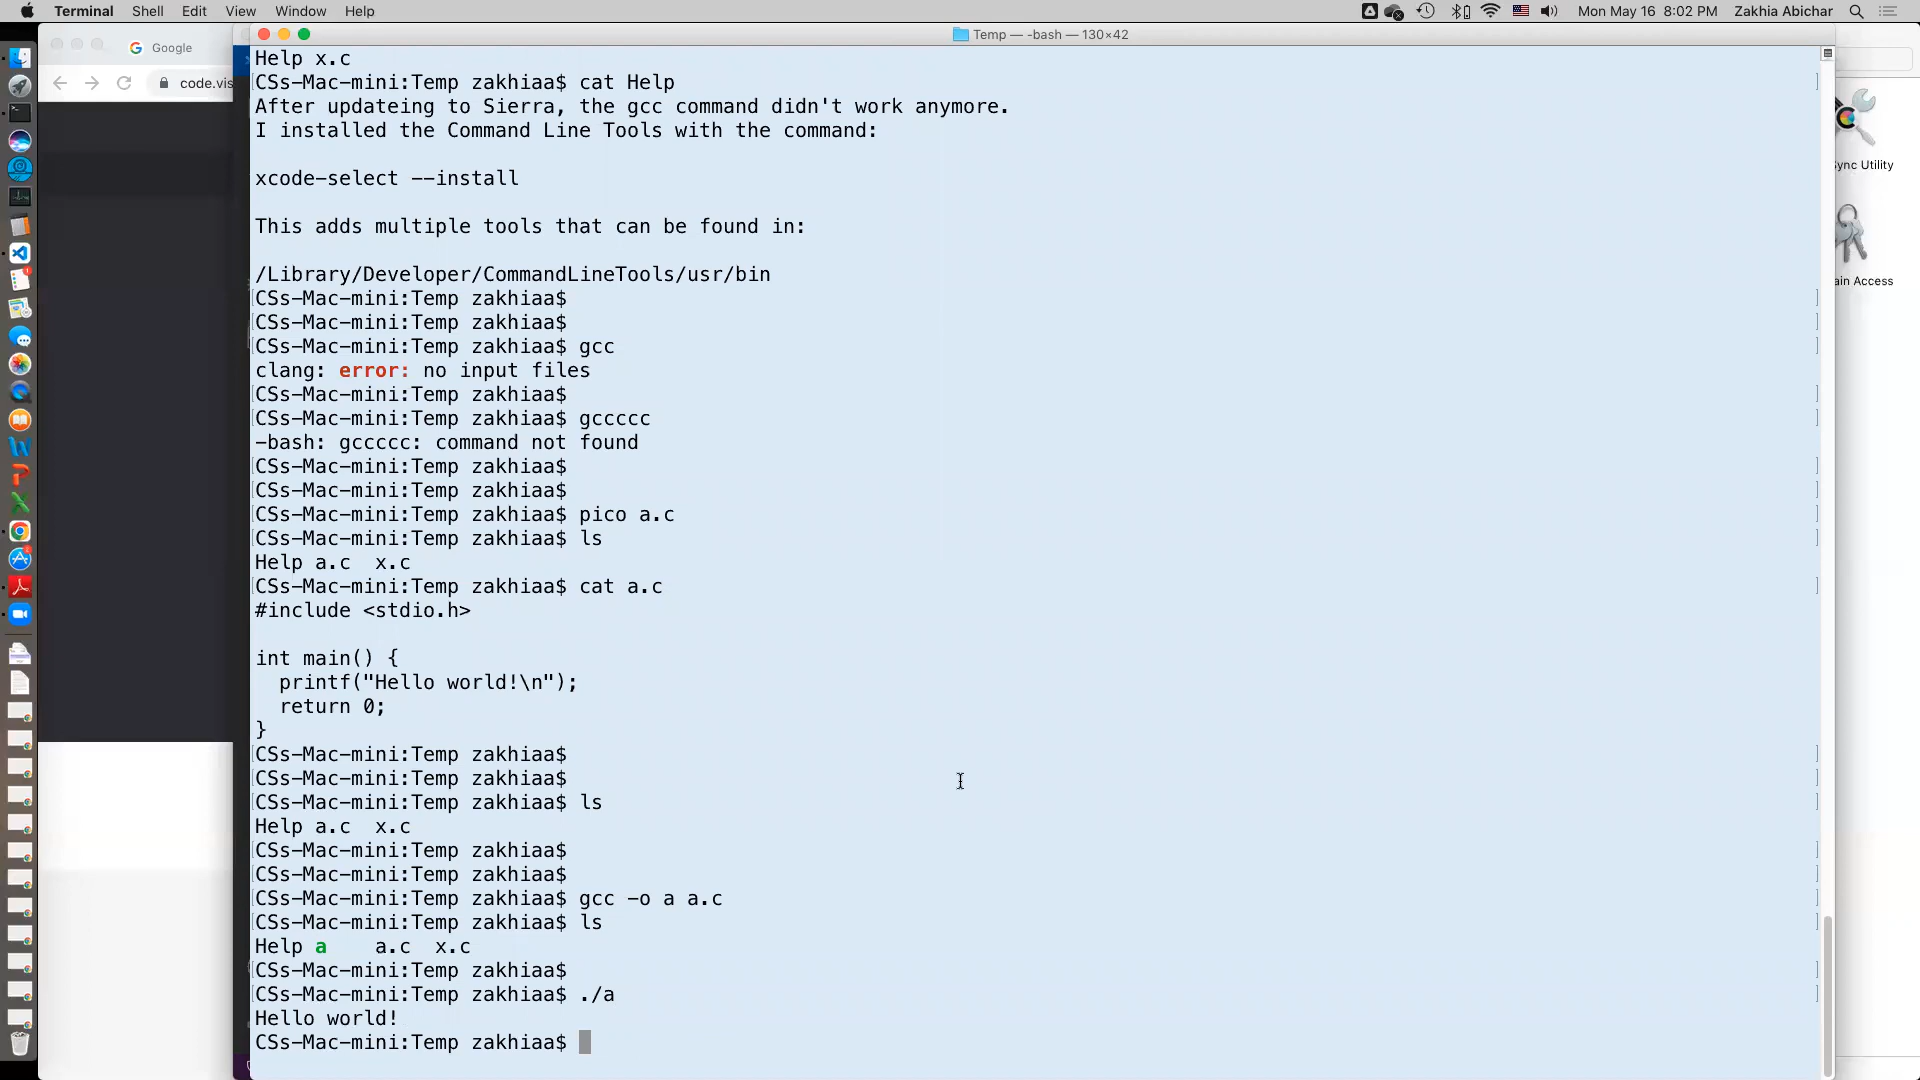 Terminal Shell Edit View Window Help Mon May 16 8:02 PM Zakhia Abichar
Google
Temp — -bash — 130×42
code.vis
Help x.c
CSs-Mac-mini:Temp zakhiaa$ cat Help
After updateing to Sierra, the gcc command didn't work anymore.
I installed the Command Line Tools with the command:
xcode-select --install
This adds multiple tools that can be found in:
/Library/Developer/CommandLineTools/usr/bin
CSs-Mac-mini:Temp zakhiaa$
CSs-Mac-mini:Temp zakhiaa$
CSs-Mac-mini:Temp zakhiaa$ gcc
clang: error: no input files
CSs-Mac-mini:Temp zakhiaa$
CSs-Mac-mini:Temp zakhiaa$ gccccc
-bash: gccccc: command not found
CSs-Mac-mini:Temp zakhiaa$
CSs-Mac-mini:Temp zakhiaa$
CSs-Mac-mini:Temp zakhiaa$ pico a.c
CSs-Mac-mini:Temp zakhiaa$ ls
Help a.c  x.c
CSs-Mac-mini:Temp zakhiaa$ cat a.c
#include <stdio.h>
int main() {
  printf("Hello world!\n");
  return 0;
}
CSs-Mac-mini:Temp zakhiaa$
CSs-Mac-mini:Temp zakhiaa$
CSs-Mac-mini:Temp zakhiaa$ ls
Help a.c  x.c
CSs-Mac-mini:Temp zakhiaa$
CSs-Mac-mini:Temp zakhiaa$
CSs-Mac-mini:Temp zakhiaa$ gcc -o a a.c
CSs-Mac-mini:Temp zakhiaa$ ls
Help a    a.c  x.c
CSs-Mac-mini:Temp zakhiaa$
CSs-Mac-mini:Temp zakhiaa$ ./a
Hello world!
CSs-Mac-mini:Temp zakhiaa$
Sync Utility
ain Access